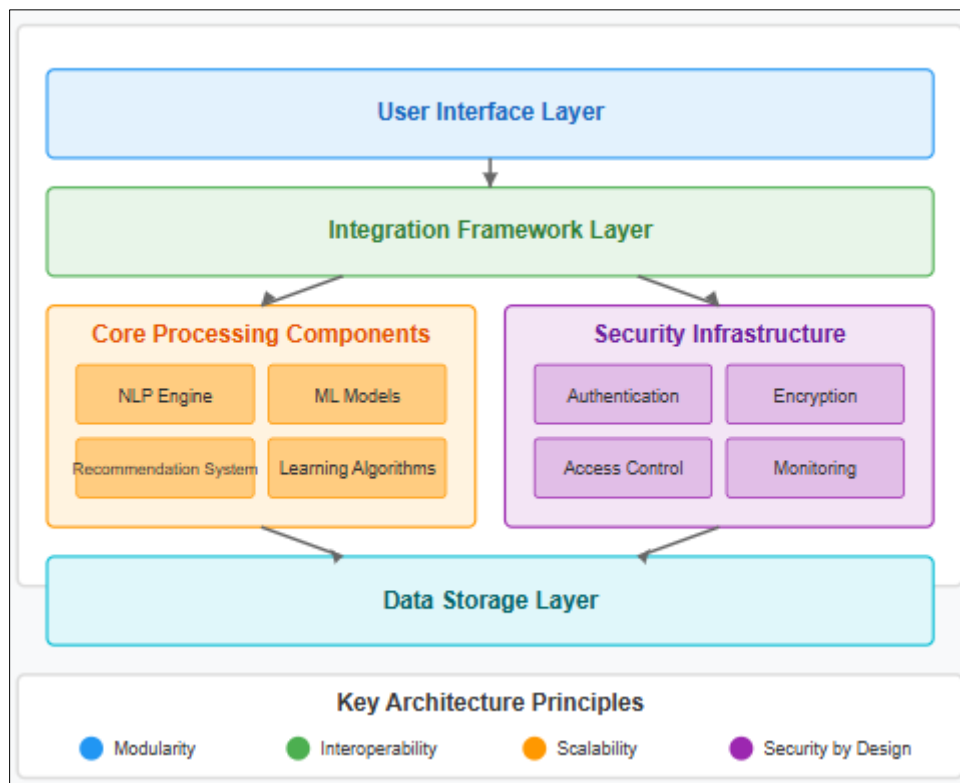 User Interface Layer
Integration Framework Layer
Core Processing Components
NLP Engine
ML Models
Recommendation System
Learning Algorithms
Security Infrastructure
Authentication
Encryption
Access Control
Monitoring
Data Storage Layer
Key Architecture Principles
Modularity
Interoperability
Scalability
Security by Design